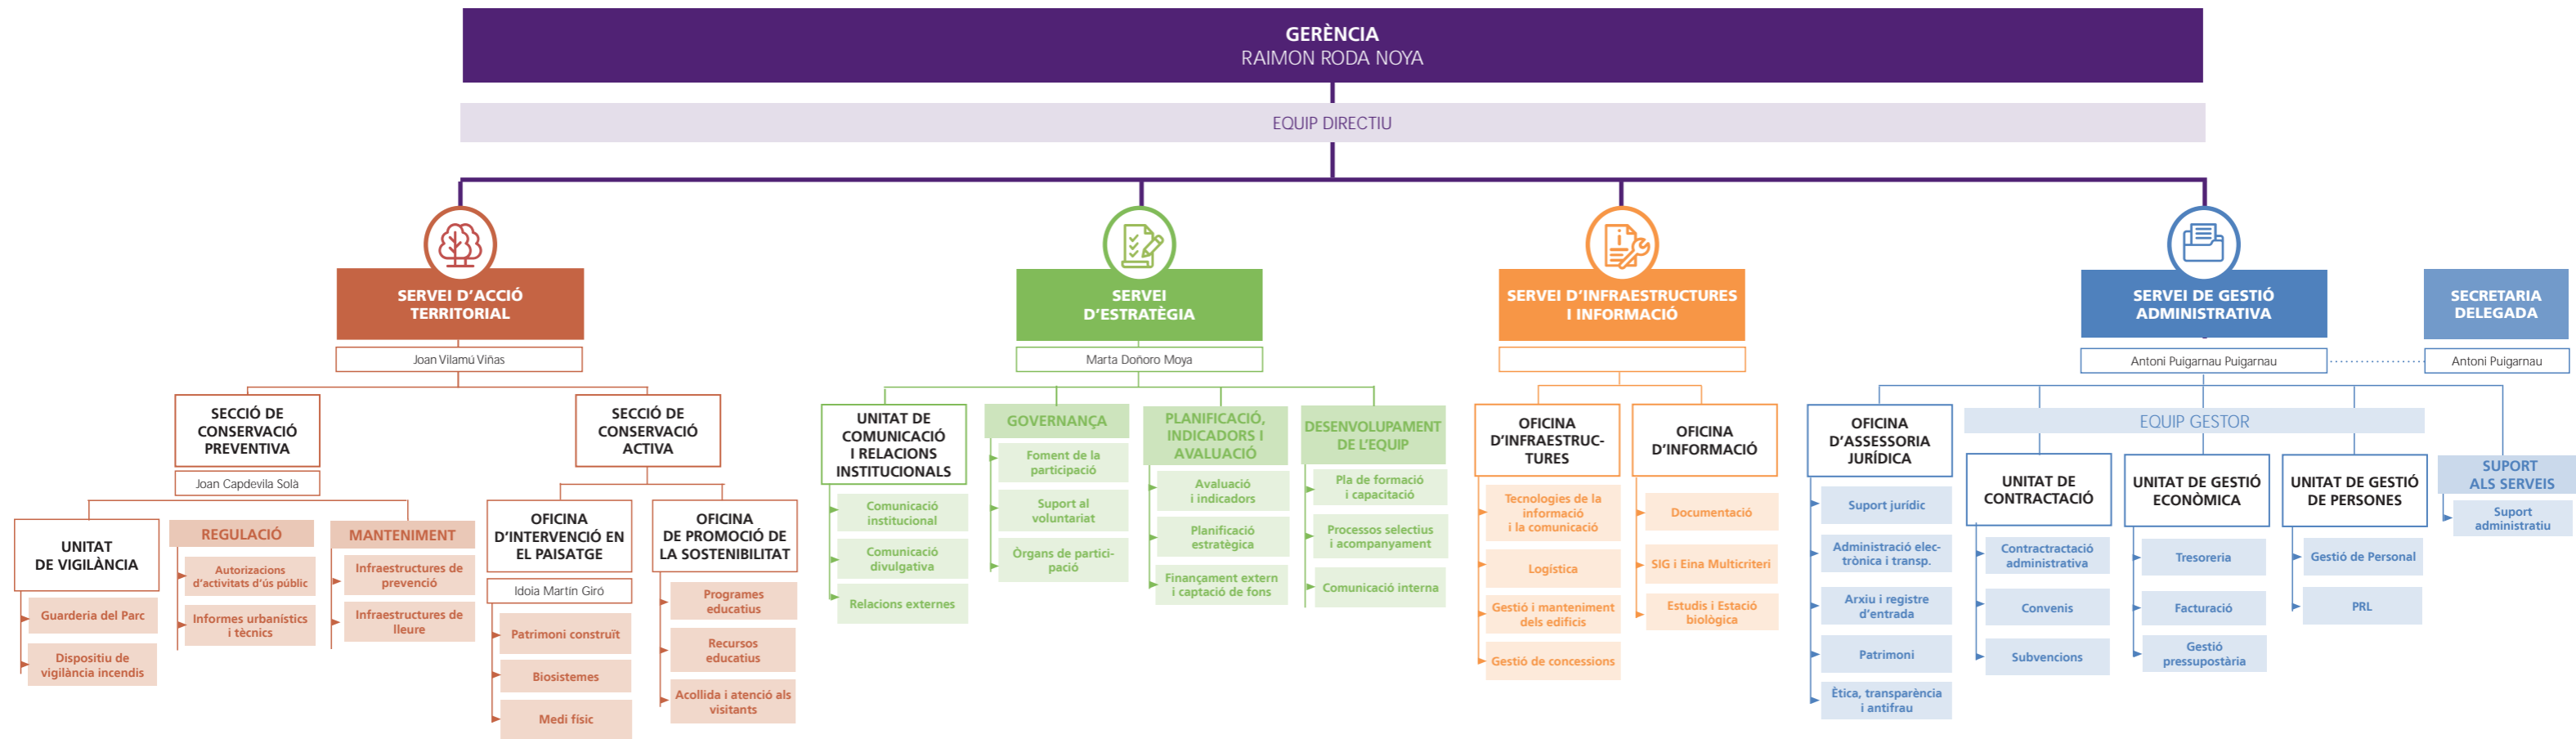 GERÈNCIA
RAIMON RODA NOYA
EQUIP DIRECTIU
SERVEI D'ACCIÓ
TERRITORIAL
Joan Vilamú Viñas
SECCIÓ DE
CONSERVACIÓ
PREVENTIVA
Joan Capdevila Solà
UNITAT
DE VIGILÀNCIA
Guarderia del Parc
Dispositiu de
vigilància incendis
REGULACIÓ
Autorizacions
d'activitats d'ús públic
Informes urbanístics
i tècnics
MANTENIMENT
Infraestructures de
prevenció
Infraestructures de
lleure
SECCIÓ DE
CONSERVACIÓ
ACTIVA
OFICINA
D'INTERVENCIÓ EN
EL PAISATGE
Idoia Martín Giró
Patrimoni construït
Biosistemes
Medi físic
OFICINA
DE PROMOCIÓ DE
LA SOSTENIBILITAT
Programes
educatius
Recursos
educatius
Acollida i atenció als
visitants
SERVEI
D'ESTRATÈGIA
Marta Doñoro Moya
UNITAT DE
COMUNICACIÓ
I RELACIONS
INSTITUCIONALS
Comunicació
institucional
Comunicació
divulgativa
Relacions externes
GOVERNANÇA
Foment de la
participació
Suport al
voluntariat
Òrgans de partici-
pació
PLANIFICACIÓ,
INDICADORS I
AVALUACIÓ
Avaluació
i indicadors
Planificació
estratègica
Finançament extern
i captació de fons
DESENVOLUPAMENT
DE L'EQUIP
Pla de formació
i capacitació
Processos selectius
i acompanyament
Comunicació interna
SERVEI D'INFRAESTRUCTURES
I INFORMACIÓ
OFICINA
D'INFRAESTRUC-
TURES
Tecnologies de la
informació
i la comunicació
Logística
Gestió i manteniment
dels edificis
Gestió de concessions
OFICINA
D'INFORMACIÓ
Documentació
SIG i Eina Multicriteri
Estudis i Estació
biològica
SERVEI DE GESTIÓ
ADMINISTRATIVA
Antoni Puigarnau Puigarnau
SECRETARIA
DELEGADA
Antoni Puigarnau
OFICINA
D'ASSESSORIA
JURÍDICA
Suport jurídic
Administració elec-
trònica i transp.
Arxiu i registre
d'entrada
Patrimoni
Ètica, transparència
i antifrau
EQUIP GESTOR
UNITAT DE
CONTRACTACIÓ
Contractractació
administrativa
Convenis
Subvencions
UNITAT DE GESTIÓ
ECONÒMICA
Tresoreria
Facturació
Gestió
pressupostària
UNITAT DE GESTIÓ
DE PERSONES
Gestió de Personal
PRL
SUPORT
ALS SERVEIS
Suport
administratiu